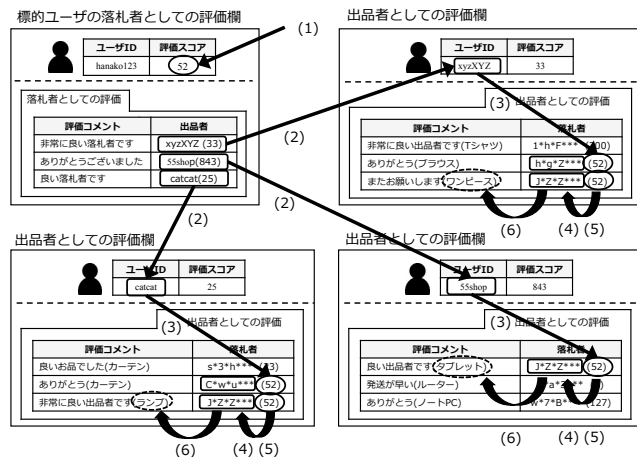 標的ユーザの落札者としての評価欄
(1)
ユーザID 評価スコア
hanako123 52
落札者としての評価
評価コメント 出品者
非常に良い落札者です xyzXYZ (33)
ありがとうございました 55shop(843)
良い落札者です catcat(25)
(2)
(2)
(2)
出品者としての評価欄
ユーザID 評価スコア
xyzXYZ 33
(3)
出品者としての評価
評価コメント 落札者
非常に良い出品者です(Tシャツ) 1*h*F***
ありがとう(ブラウス) h*g*Z*** (52)
またお願いします(ワンピース) J*Z*Z*** (52)
(6) (4) (5)
出品者としての評価欄
ユーザID 評価スコア
catcat 25
(3)
出品者としての評価
評価コメント 落札者
良いお品でした(カーテン) s*3*h***
ありがとう(カーテン) C*w*u*** (52)
非常に良い出品者です(ランプ) J*Z*Z*** (52)
(6) (4) (5)
出品者としての評価欄
ユーザID 評価スコア
55shop 843
(3)
出品者としての評価
評価コメント 落札者
良い出品者です(タブレット) J*Z*Z*** (52)
発送が早い(ルーター)
ありがとう(ノートPC) w*7*B*** (127)
(6) (4) (5)